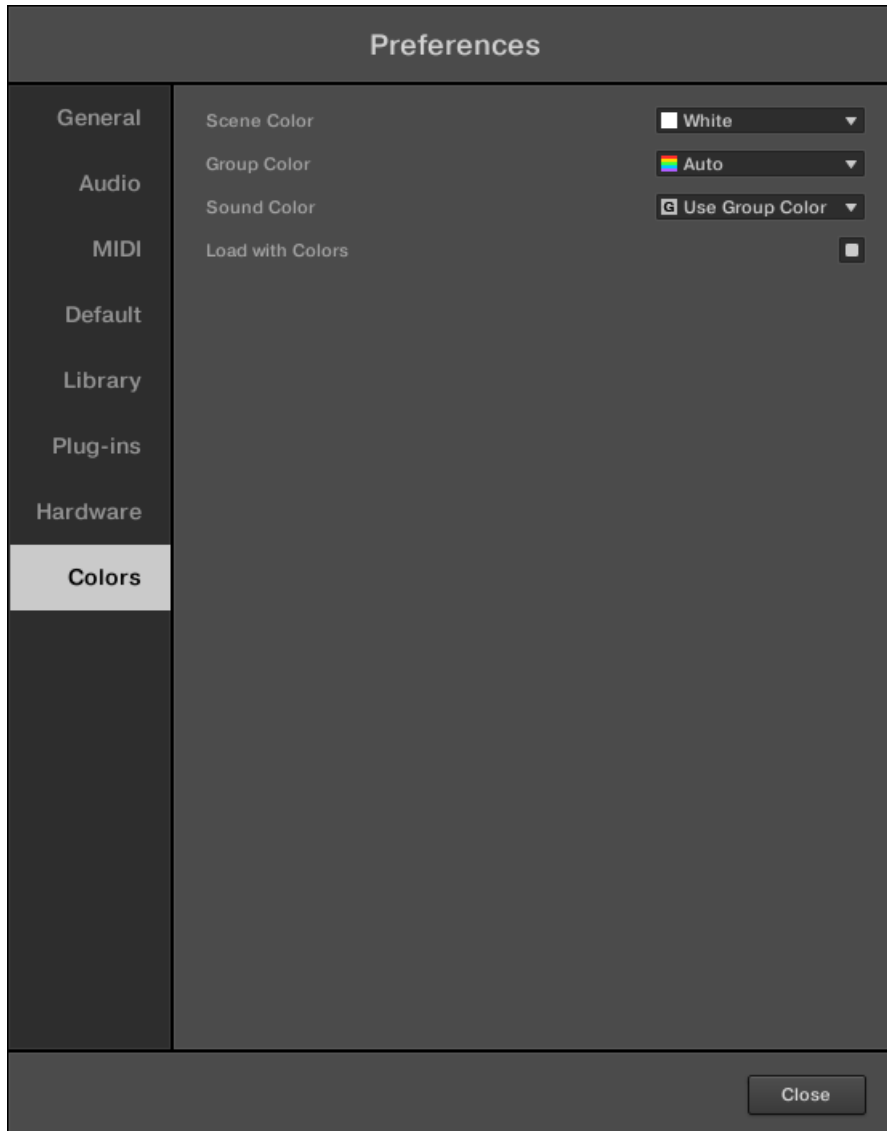 Preferences
General
Audio
MIDI
Default
Library
Plug-ins
Hardware
Colors
Scene Color White
Group Color Auto
Sound Color G Use Group Color
Load with Colors
Close